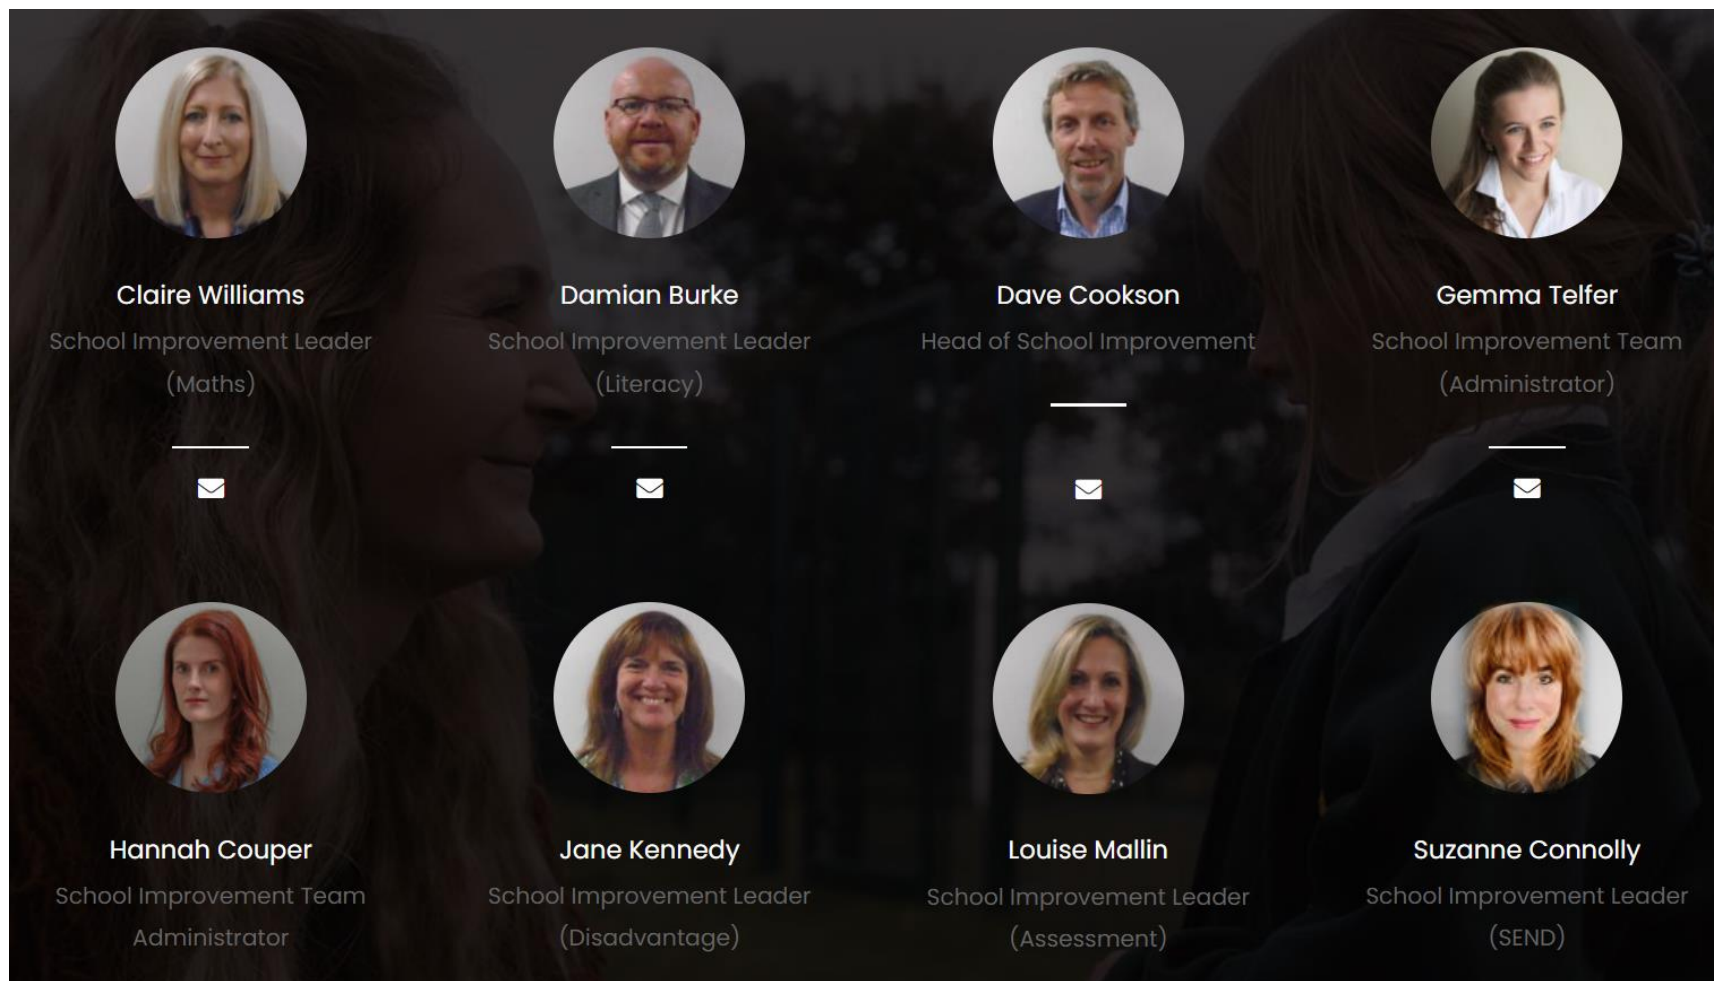 Claire Williams
School Improvement Leader
(Maths)
Damian Burke
School Improvement Leader
(Literacy)
Dave Cookson
Head of School Improvement
Gemma Telfer
School Improvement Team
(Administrator)
Hannah Couper
School Improvement Team
Administrator
Jane Kennedy
School Improvement Leader
(Disadvantage)
Louise Mallin
School Improvement Leader
(Assessment)
Suzanne Connolly
School Improvement Leader
(SEND)